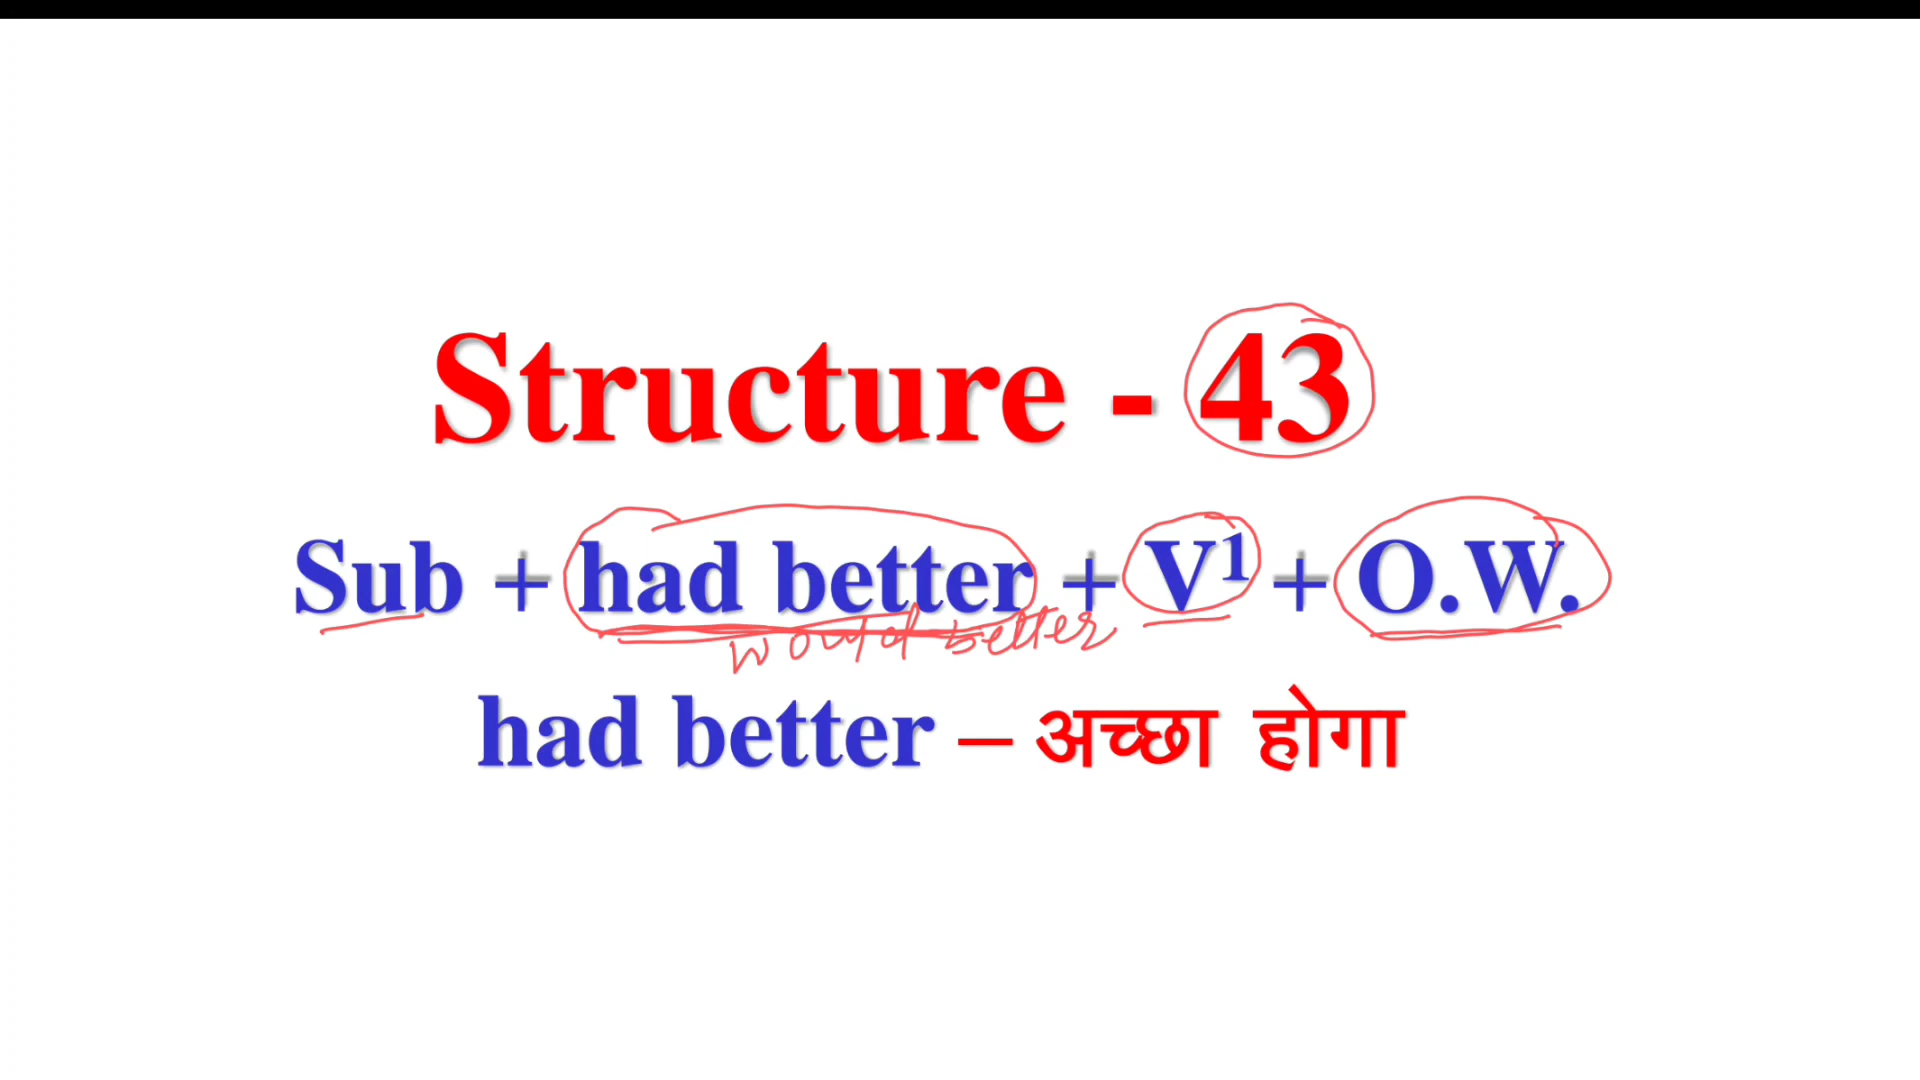 Structure - 43
Sub + had better + V¹ + O.W.
would better
had better – अच्छा होगा